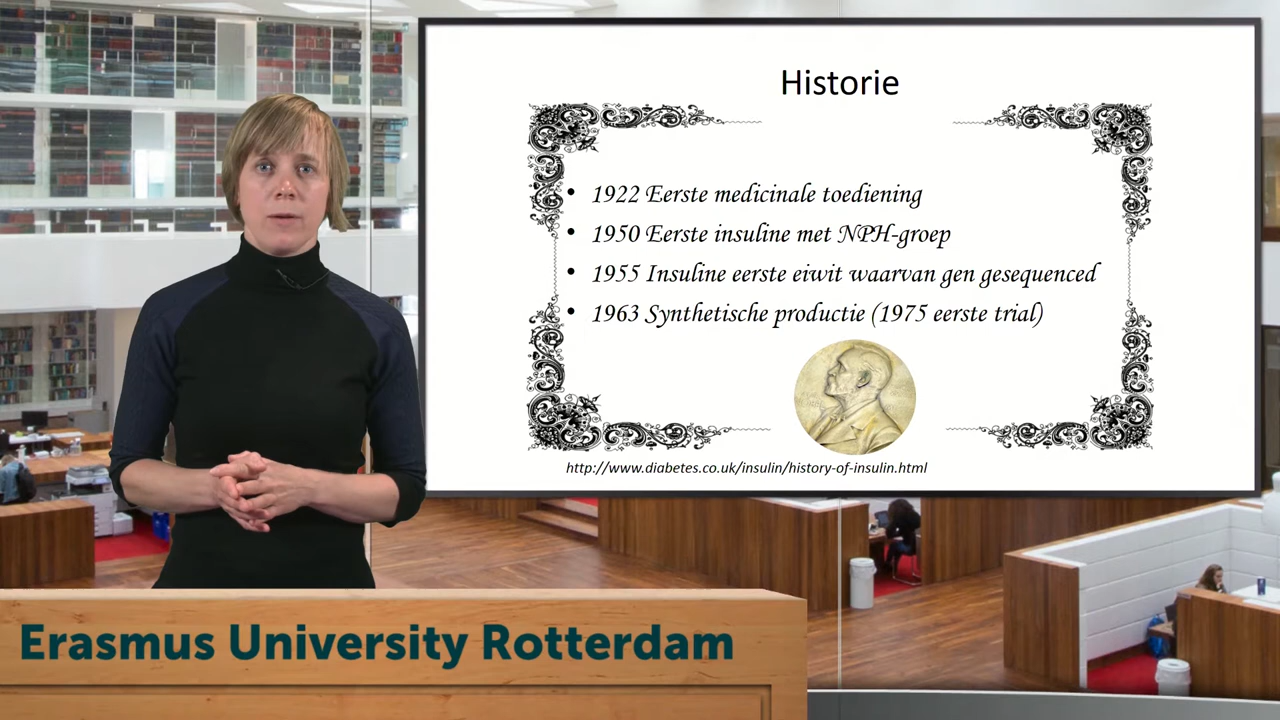 Historie
• 1922 Eerste medicinale toediening
• 1950 Eerste insuline met NPH-groep
• 1955 Insuline eerste eiwit waarvan gen gesequenced
• 1963 Synthetische productie (1975 eerste trial)
http://www.diabetes.co.uk/insulin/history-of-insulin.html
Erasmus University Rotterdam